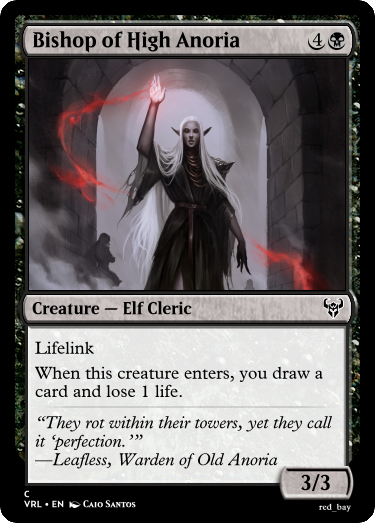 Bishop of High Anoria 4
Creature — Elf Cleric
Lifelink
When this creature enters, you draw a
card and lose 1 life.
“They rot within their towers, yet they call
it ‘perfection.’”
—Leafless, Warden of Old Anoria
3/3
C
VRL • EN Caio Santos
red_bay